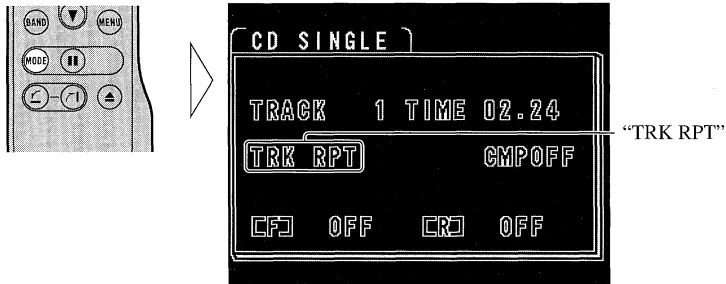 BAND MENU
MODE
CD SINGLE
TRACK 1 TIME 02.24
TRK RPT CMPOFF
“TRK RPT”
[F] OFF [R] OFF